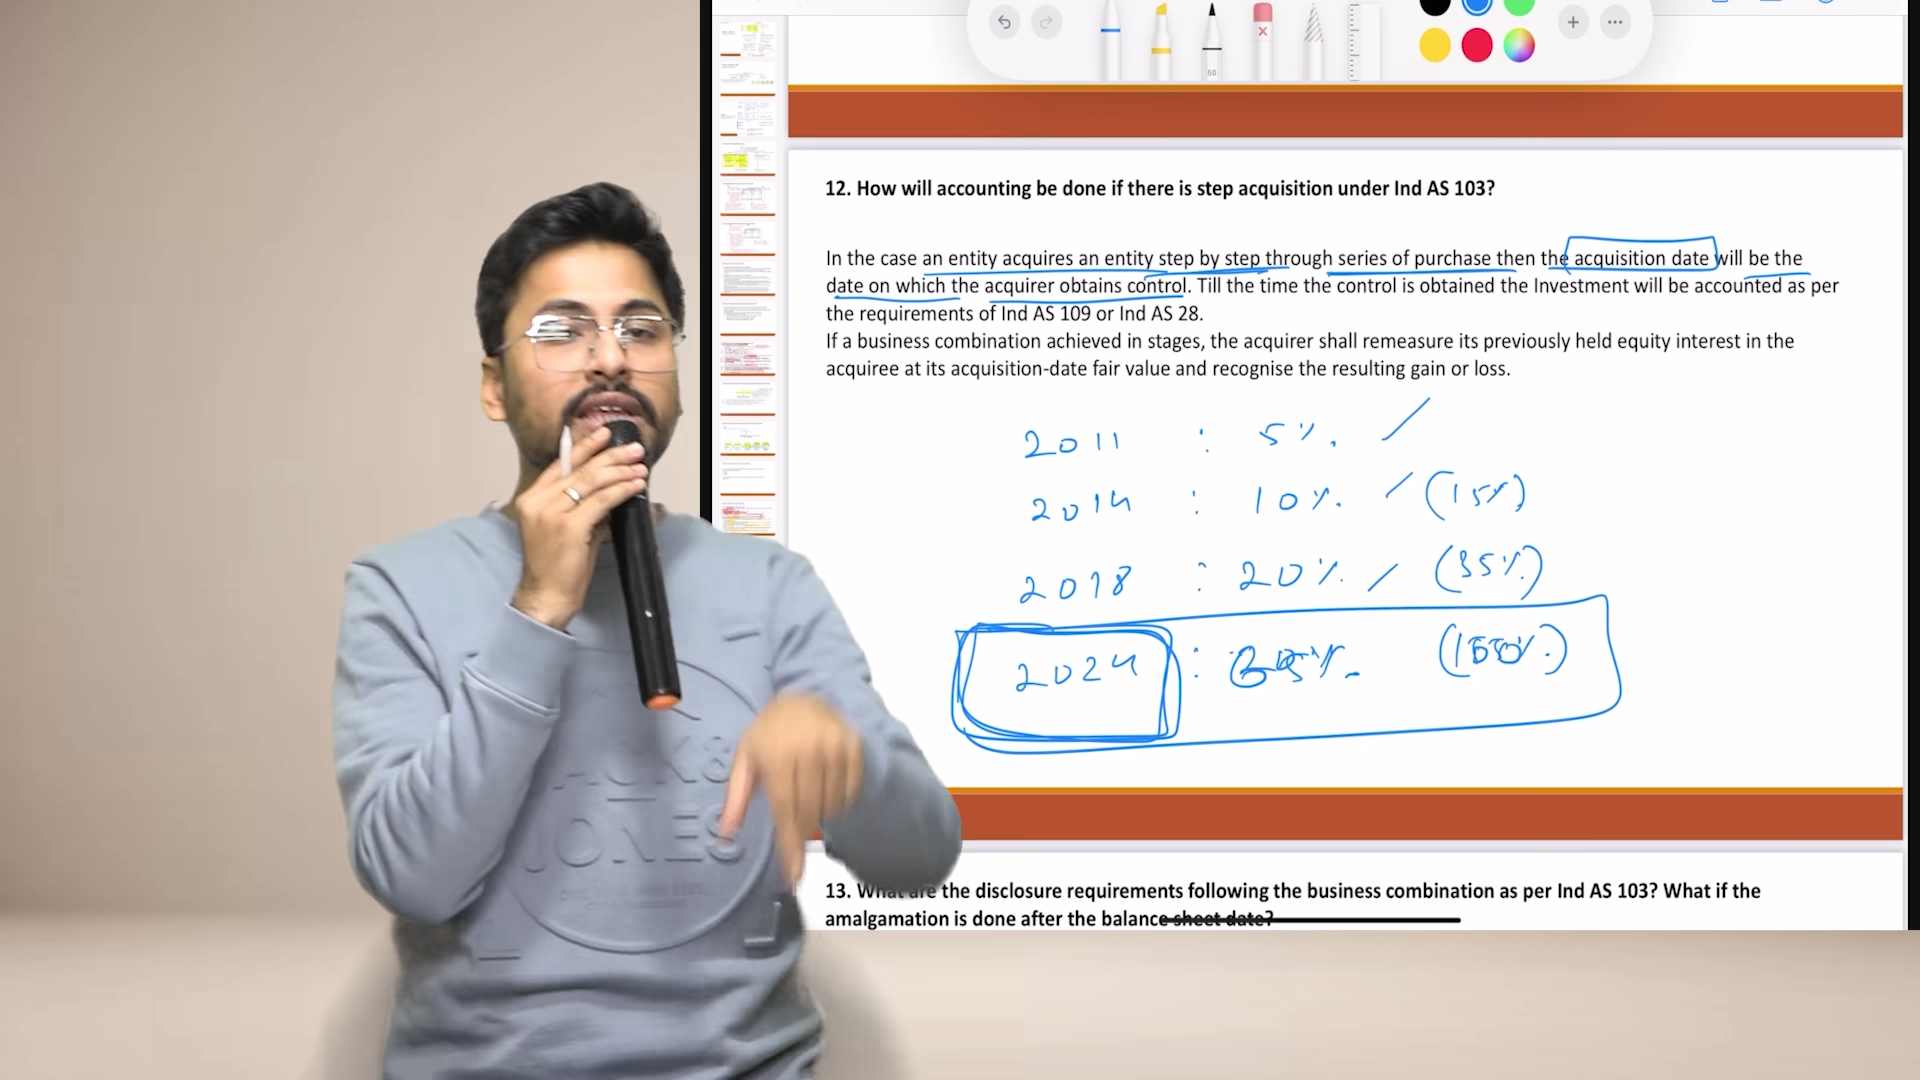 50
12. How will accounting be done if there is step acquisition under Ind AS 103?
In the case an entity acquires an entity step by step through series of purchase then the acquisition date will be the
date on which the acquirer obtains control. Till the time the control is obtained the Investment will be accounted as per
the requirements of Ind AS 109 or Ind AS 28.
If a business combination achieved in stages, the acquirer shall remeasure its previously held equity interest in the
acquiree at its acquisition-date fair value and recognise the resulting gain or loss.
2011 : 5%.
2014 : 10%. (15%)
2018 : 20%. (35%)
2024 :
13. What are the disclosure requirements following the business combination as per Ind AS 103? What if the
amalgamation is done after the balance sheet date?
JACK&
JONES